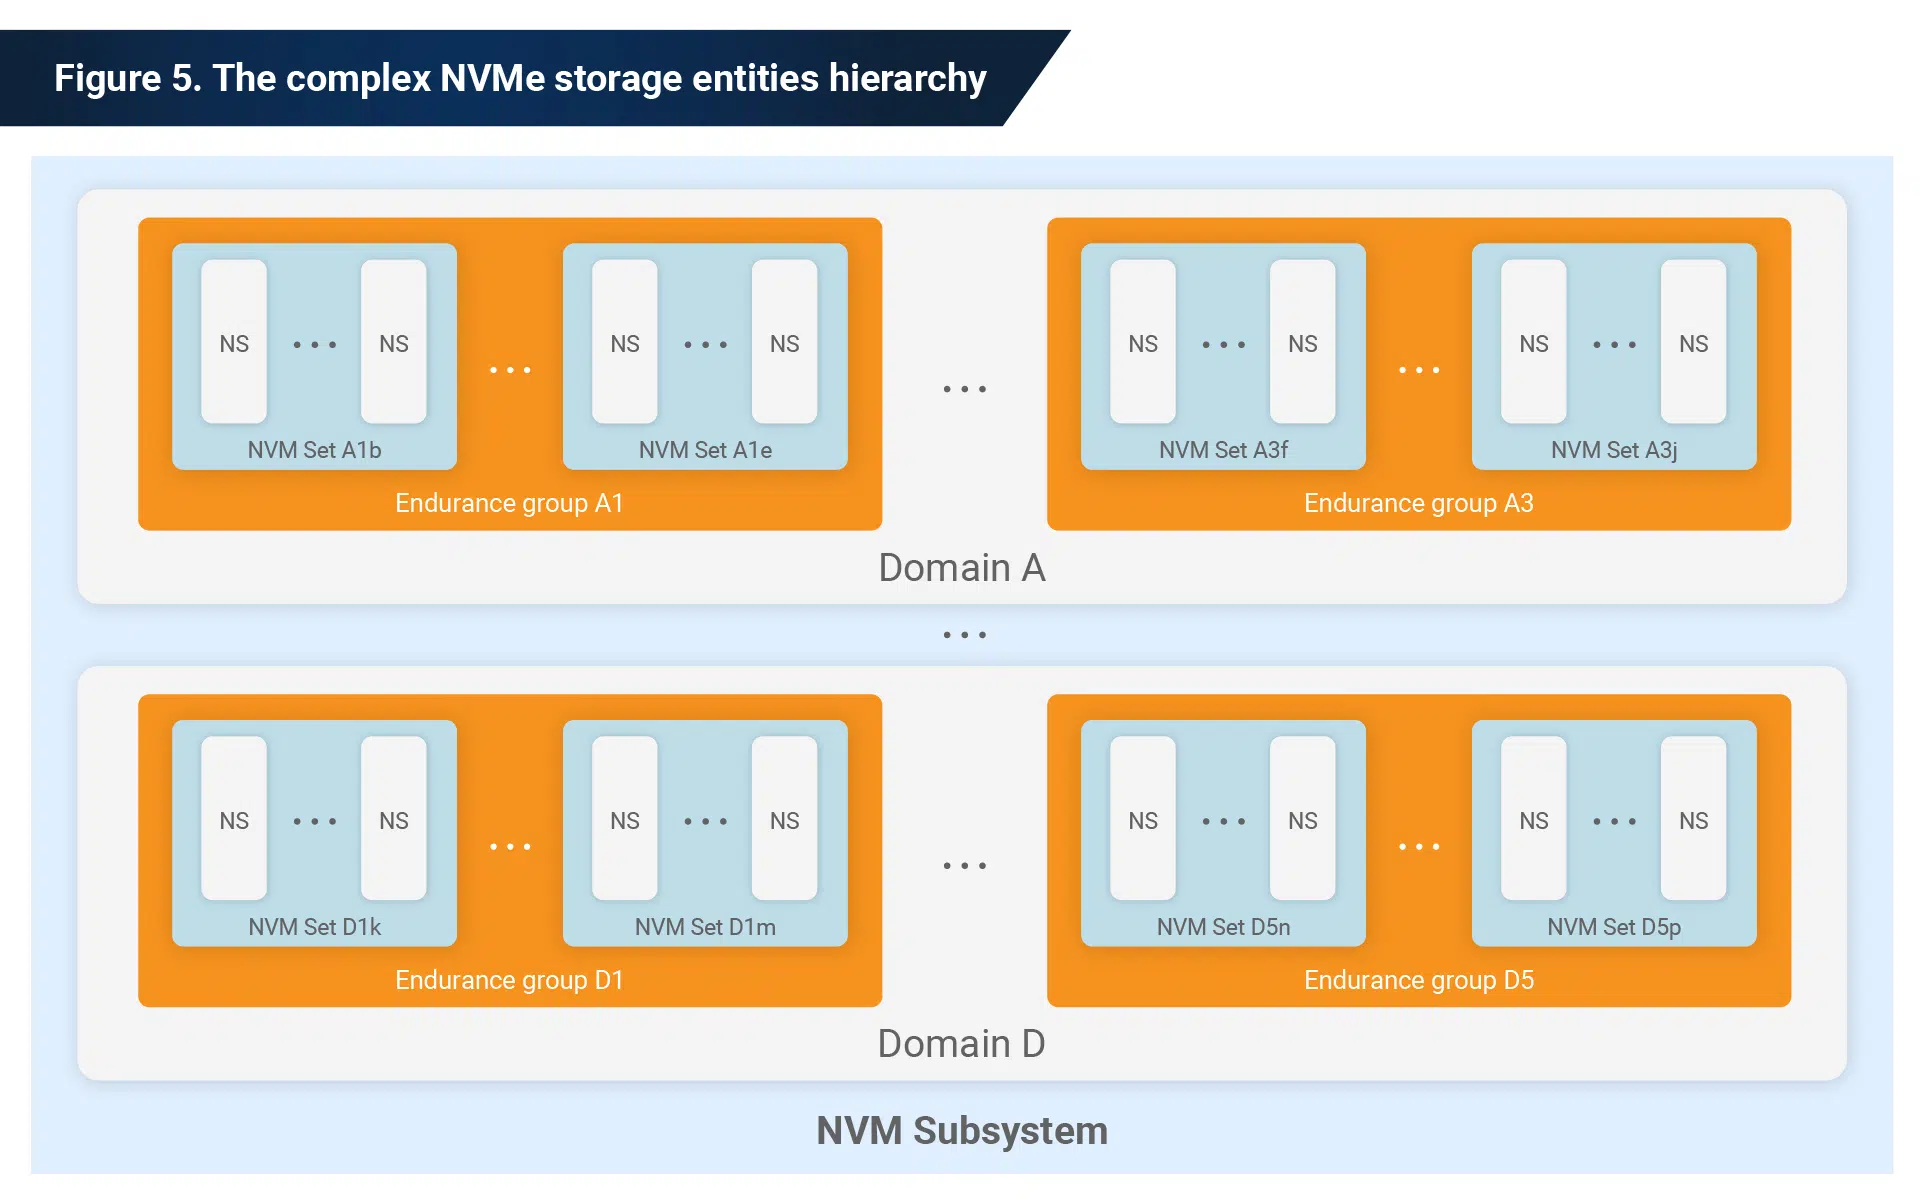 Figure 5. The complex NVMe storage entities hierarchy
NS ... NS ... NS ... NS ... NS ... NS ... NS ... NS
NVM Set A1b NVM Set A1e NVM Set A3f NVM Set A3j
Endurance group A1 Endurance group A3
Domain A
...
NS ... NS ... NS ... NS ... NS ... NS ... NS ... NS
NVM Set D1k NVM Set D1m NVM Set D5n NVM Set D5p
Endurance group D1 Endurance group D5
Domain D
NVM Subsystem